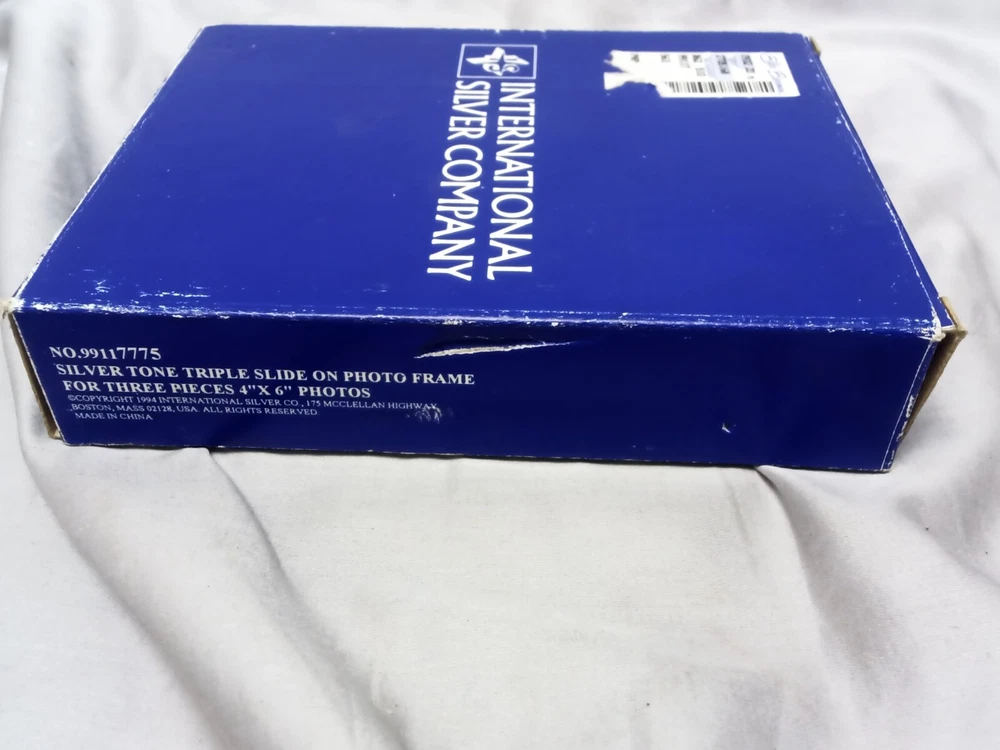 INTERNATIONAL
SILVER COMPANY
NO.99117775
SILVER TONE TRIPLE SLIDE ON PHOTO FRAME
FOR THREE PIECES 4"X 6" PHOTOS
©COPYRIGHT 1994 INTERNATIONAL SILVER CO., 175 MCCLELLAN HIGHWAY,
BOSTON, MASS 02128, USA. ALL RIGHTS RESERVED
MADE IN CHINA